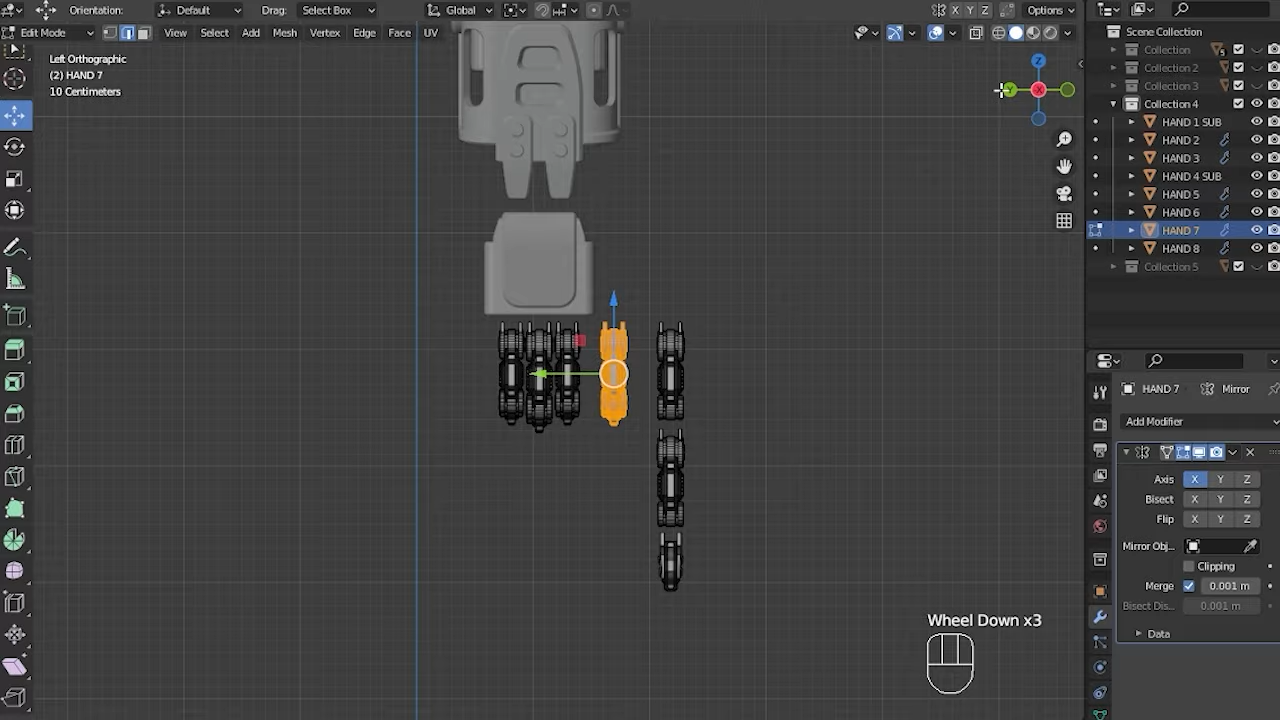 Orientation: Default Drag: Select Box Global X Y Z Options
Edit Mode View Select Add Mesh Vertex Edge Face UV
Left Orthographic
(2) HAND 7
10 Centimeters
Z
Y
X
Wheel Down x3
Scene Collection
Collection 5
Collection 2
Collection 3
Collection 4
HAND 1 SUB
HAND 2
HAND 3
HAND 4 SUB
HAND 5
HAND 6
HAND 7
HAND 8
Collection 5
HAND 7 Mirror
Add Modifier
Axis X Y Z
Bisect X Y Z
Flip X Y Z
Mirror Obj...
Clipping
Merge 0.001 m
Bisect Dis... 0.001 m
Data